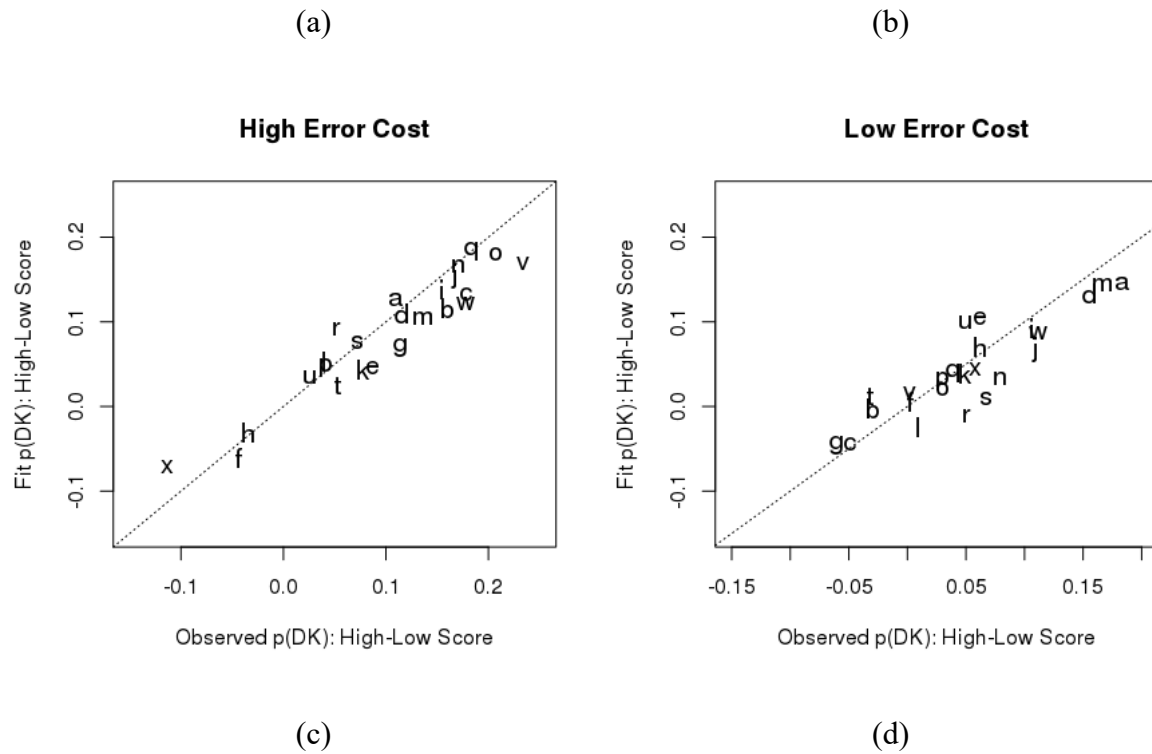 (a) (b)
High Error Cost Low Error Cost
Fit p(DK): High-Low Score
0.2
0.1
0.0
-0.1
-0.1 0.0 0.1 0.2
Observed p(DK): High-Low Score
q o v n j i c a w b d m r g s l p k e u t h f x
Fit p(DK): High-Low Score
0.2
0.1
0.0
-0.1
-0.15 -0.05 0.05 0.15
Observed p(DK): High-Low Score
m a d u e i w h j q x k p n o v s t f b r l g c
(c) (d)